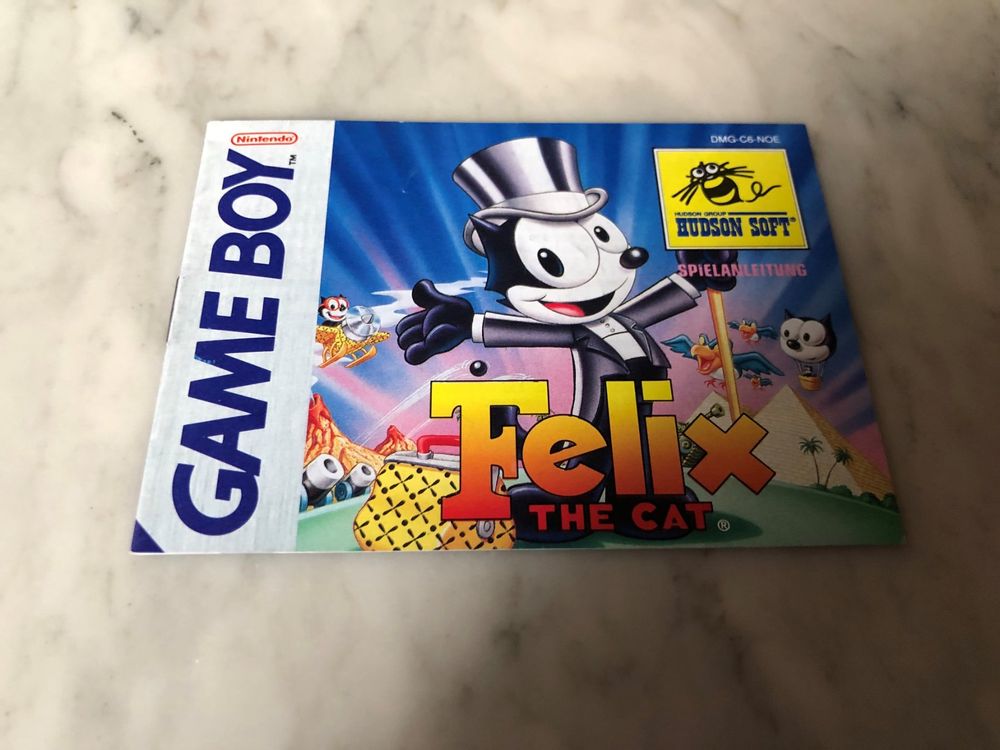 Nintendo
GAME BOY™
DMG-C6-NOE
HUDSON GROUP
HUDSON SOFT®
SPIELANLEITUNG
Felix
THE CAT®